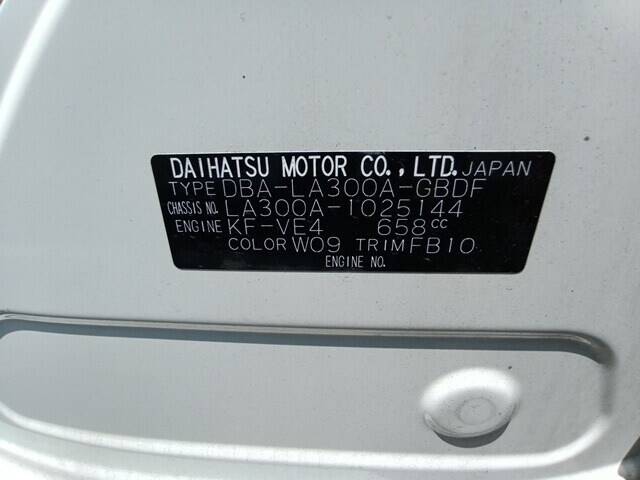 DAIHATSU MOTOR CO., LTD. JAPAN
TYPE DBA-LA300A-GBDF
CHASSIS NO. LA300A-1025144
ENGINE KF-VE4 658CC
COLOR W09 TRIM FB10
ENGINE NO.